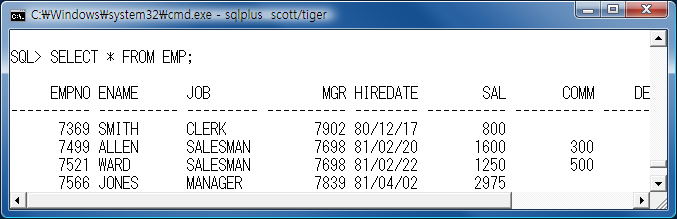 C:₩Windows₩system32₩cmd.exe - sqlplus  scott/tiger
SQL> SELECT * FROM EMP;
     EMPNO ENAME      JOB              MGR HIREDATE        SAL       COMM     DE
---------- ---------- --------- ---------- -------- ---------- ---------- ------
      7369 SMITH      CLERK           7902 80/12/17        800
      7499 ALLEN      SALESMAN        7698 81/02/20       1600        300
      7521 WARD       SALESMAN        7698 81/02/22       1250        500
      7566 JONES      MANAGER         7839 81/04/02       2975